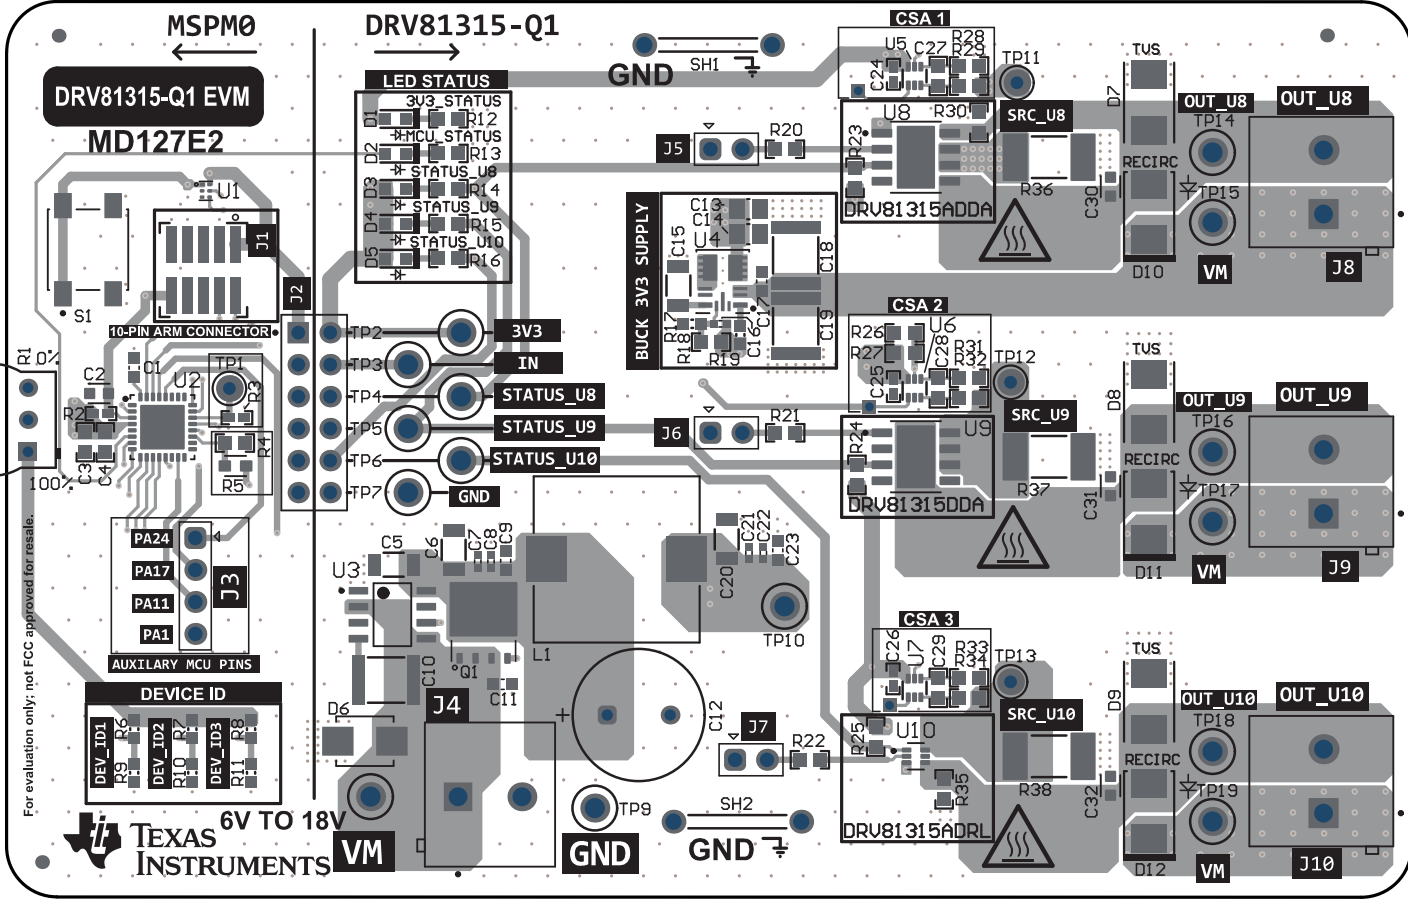 MSPM0
DRV81315-Q1
DRV81315-Q1 EVM
MD127E2
LED STATUS
3V3_STATUS
D1
R12
MCU_STATUS
D2
R13
STATUS_U8
D3
R14
STATUS_U9
D4
R15
STATUS_U10
D5
R16
GND
SH1
CSA 1
U5
C27
R28
R29
C24
TP11
R30
U8
R23
SRC_U8
R36
C30
DRV81315ADDA
J5
R20
TVS
D7
RECIRC
D10
OUT_U8
TP14
TP15
VM
OUT_U8
J8
U1
J1
S1
10-PIN ARM CONNECTOR
J2
BUCK 3V3 SUPPLY
C13
C14
U4
C15
C18
C17
R17
R18
R19
C16
C19
R1
0%
100%
C1
C2
U2
TP1
R3
R2
R4
C3
C4
R5
TP2
3V3
TP3
IN
TP4
STATUS_U8
TP5
STATUS_U9
TP6
STATUS_U10
TP7
GND
CSA 2
R26
R27
U6
C28
R31
R32
C25
TP12
J6
R21
R24
U9
SRC_U9
R37
C31
DRV81315DDA
TVS
D8
RECIRC
D11
OUT_U9
TP16
TP17
VM
OUT_U9
J9
PA24
PA17
PA11
PA1
J3
AUXILARY MCU PINS
For evaluation only; not FCC approved for resale.
U3
C5
C6
C7
C8
C9
C10
Q1
C11
L1
C20
C21
C22
C23
TP10
CSA 3
C26
U7
C29
R33
R34
TP13
DEVICE ID
DEV_ID1
R6
R9
DEV_ID2
R7
R10
DEV_ID3
R8
R11
D6
J4
C12
J7
R22
R25
U10
R35
SRC_U10
R38
C32
DRV81315ADRL
TVS
D9
RECIRC
D12
OUT_U10
TP18
TP19
VM
OUT_U10
J10
TEXAS
INSTRUMENTS
6V TO 18V
VM
TP9
GND
SH2
GND